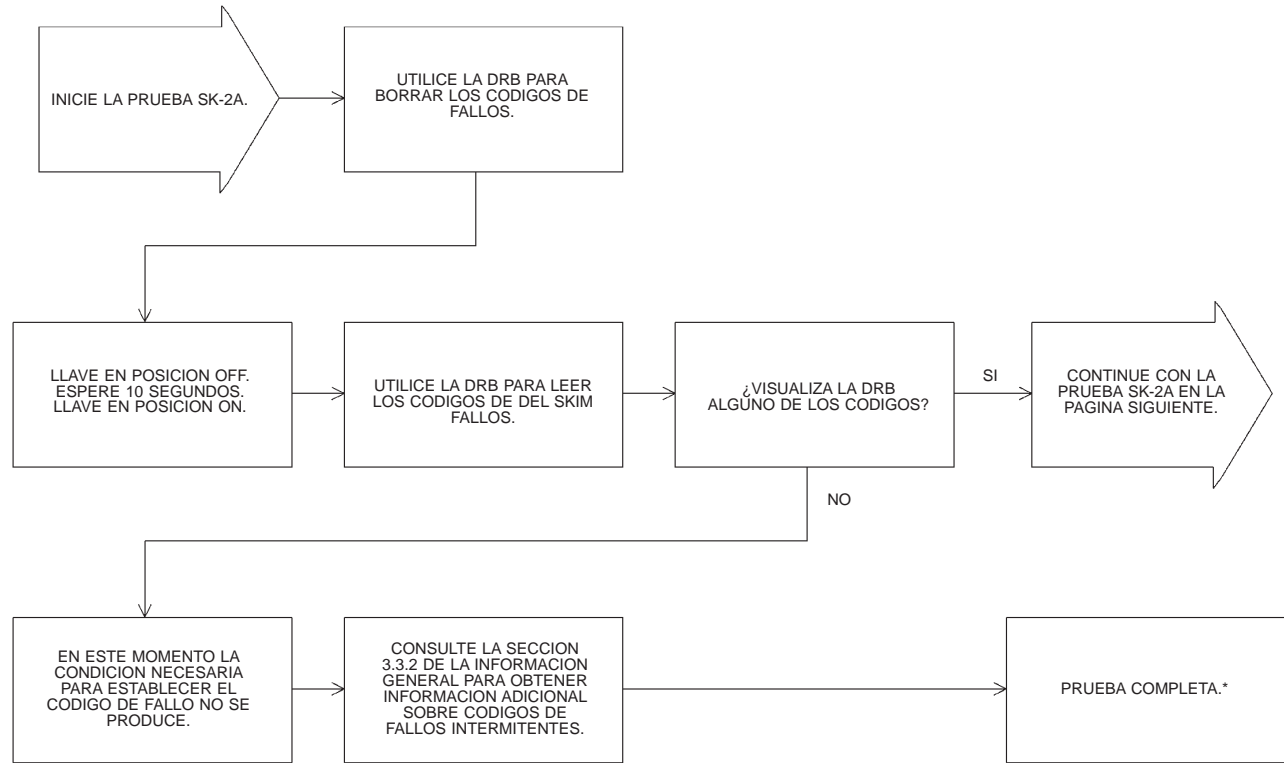 INICIE LA PRUEBA SK-2A.
UTILICE LA DRB PARA
BORRAR LOS CODIGOS DE
FALLOS.
LLAVE EN POSICION OFF.
ESPERE 10 SEGUNDOS.
LLAVE EN POSICION ON.
UTILICE LA DRB PARA LEER
LOS CODIGOS DE DEL SKIM
FALLOS.
¿VISUALIZA LA DRB
ALGUNO DE LOS CODIGOS?
SI
CONTINUE CON LA
PRUEBA SK-2A EN LA
PAGINA SIGUIENTE.
NO
EN ESTE MOMENTO LA
CONDICION NECESARIA
PARA ESTABLECER EL
CODIGO DE FALLO NO SE
PRODUCE.
CONSULTE LA SECCION
3.3.2 DE LA INFORMACION
GENERAL PARA OBTENER
INFORMACION ADICIONAL
SOBRE CODIGOS DE
FALLOS INTERMITENTES.
PRUEBA COMPLETA.*